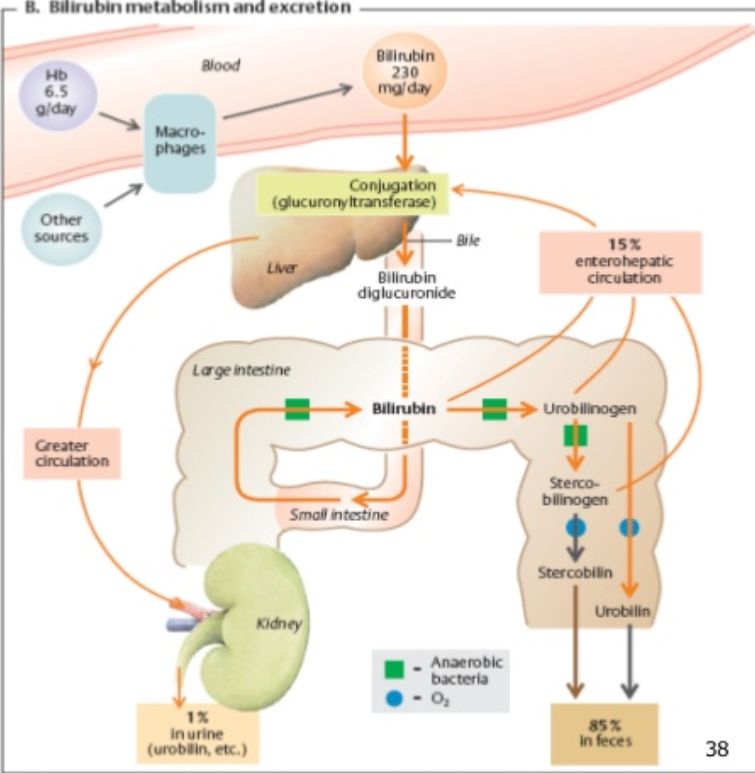 B. Bilirubin metabolism and excretion
Blood
Hb
6.5
g/day
Macro-
phages
Bilirubin
230
mg/day
Other
sources
Conjugation
(glucuronyltransferase)
Bile
Liver
Bilirubin
diglucuronide
15%
enterohepatic
circulation
Large intestine
Bilirubin
Urobilinogen
Greater
circulation
Sterco-
bilinogen
Small intestine
Stercobilin
Urobilin
Kidney
= Anaerobic
bacteria
= O₂
1%
in urine
(urobilin, etc.)
85%
in feces
38